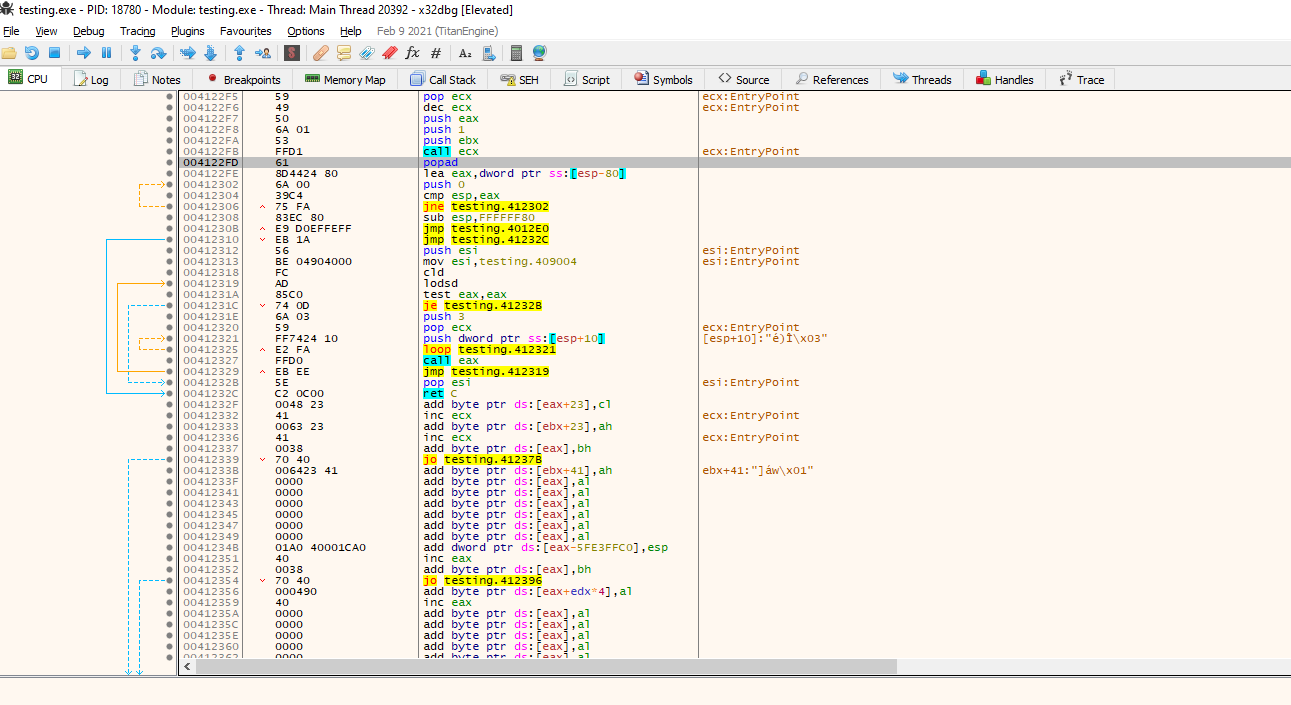 testing.exe - PID: 18780 - Module: testing.exe - Thread: Main Thread 20392 - x32dbg [Elevated]
File View Debug Tracing Plugins Favourites Options Help Feb 9 2021 (TitanEngine)
CPU Log Notes Breakpoints Memory Map Call Stack SEH Script Symbols Source References Threads Handles Trace
004122F5 59 pop ecx ecx:EntryPoint
004122F6 49 dec ecx ecx:EntryPoint
004122F7 50 push eax
004122F8 6A 01 push 1
004122FA 53 push ebx
004122FB FFD1 call ecx ecx:EntryPoint
004122FD 61 popad
004122FE 8D4424 80 lea eax,dword ptr ss:[esp-80]
00412302 6A 00 push 0
00412304 39C4 cmp esp,eax
00412306 75 FA jne testing.412302
00412308 83EC 80 sub esp,FFFFFF80
0041230B E9 D0EFFEFF jmp testing.4012E0
00412310 EB 1A jmp testing.41232C
00412312 56 push esi esi:EntryPoint
00412313 BE 04904000 mov esi,testing.409004 esi:EntryPoint
00412318 FC cld
00412319 AD lodsd
0041231A 85C0 test eax,eax
0041231C 74 0D je testing.41232B
0041231E 6A 03 push 3
00412320 59 pop ecx ecx:EntryPoint
00412321 FF7424 10 push dword ptr ss:[esp+10] [esp+10]:"é)Ì\x03"
00412325 E2 FA loop testing.412321
00412327 FFD0 call eax
00412329 EB EE jmp testing.412319
0041232B 5E pop esi esi:EntryPoint
0041232C C2 0C00 ret C
0041232F 0048 23 add byte ptr ds:[eax+23],cl
00412332 41 inc ecx ecx:EntryPoint
00412333 0063 23 add byte ptr ds:[ebx+23],ah
00412336 41 inc ecx ecx:EntryPoint
00412337 0038 add byte ptr ds:[eax],bh
00412339 70 40 jo testing.41237B
0041233B 006423 41 add byte ptr ds:[ebx+41],ah ebx+41:"]áw\x01"
0041233F 0000 add byte ptr ds:[eax],al
00412341 0000 add byte ptr ds:[eax],al
00412343 0000 add byte ptr ds:[eax],al
00412345 0000 add byte ptr ds:[eax],al
00412347 0000 add byte ptr ds:[eax],al
00412349 0000 add byte ptr ds:[eax],al
0041234B 01A0 40001CA0 add dword ptr ds:[eax-5FE3FFC0],esp
00412351 40 inc eax
00412352 0038 add byte ptr ds:[eax],bh
00412354 70 40 jo testing.412396
00412356 000490 add byte ptr ds:[eax+edx*4],al
00412359 40 inc eax
0041235A 0000 add byte ptr ds:[eax],al
0041235C 0000 add byte ptr ds:[eax],al
0041235E 0000 add byte ptr ds:[eax],al
00412360 0000 add byte ptr ds:[eax],al
00412362 0000 add byte ptr ds:[eax],al